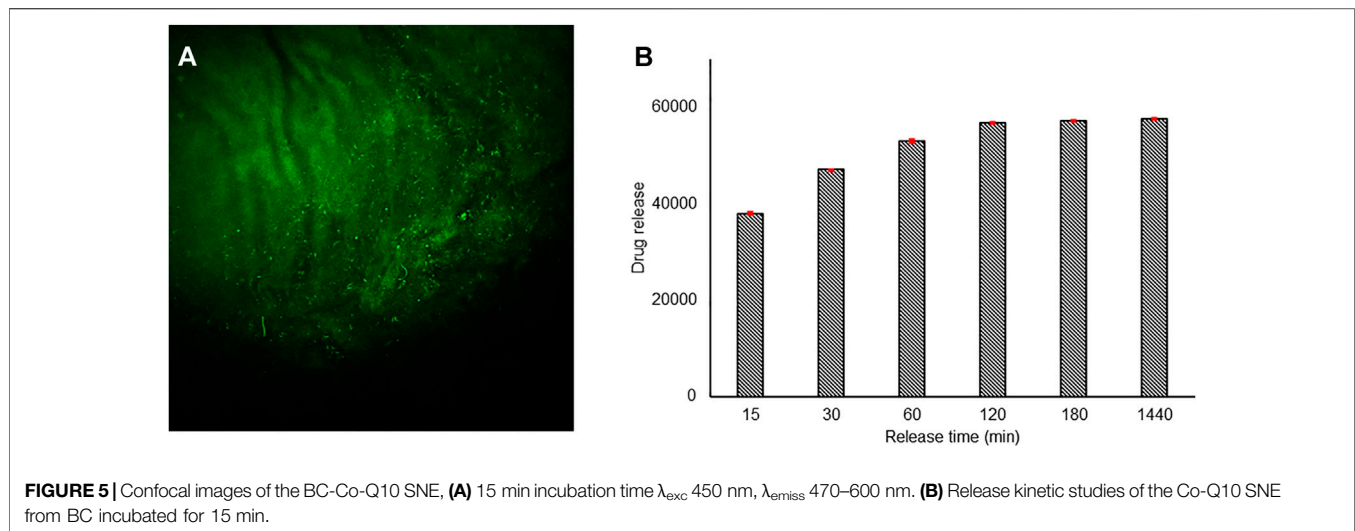 A
B
60000
40000
20000
0
Drug release
15 30 60 120 180 1440
Release time (min)
FIGURE 5 | Confocal images of the BC-Co-Q10 SNE, (A) 15 min incubation time λexc 450 nm, λemiss 470–600 nm. (B) Release kinetic studies of the Co-Q10 SNE
from BC incubated for 15 min.